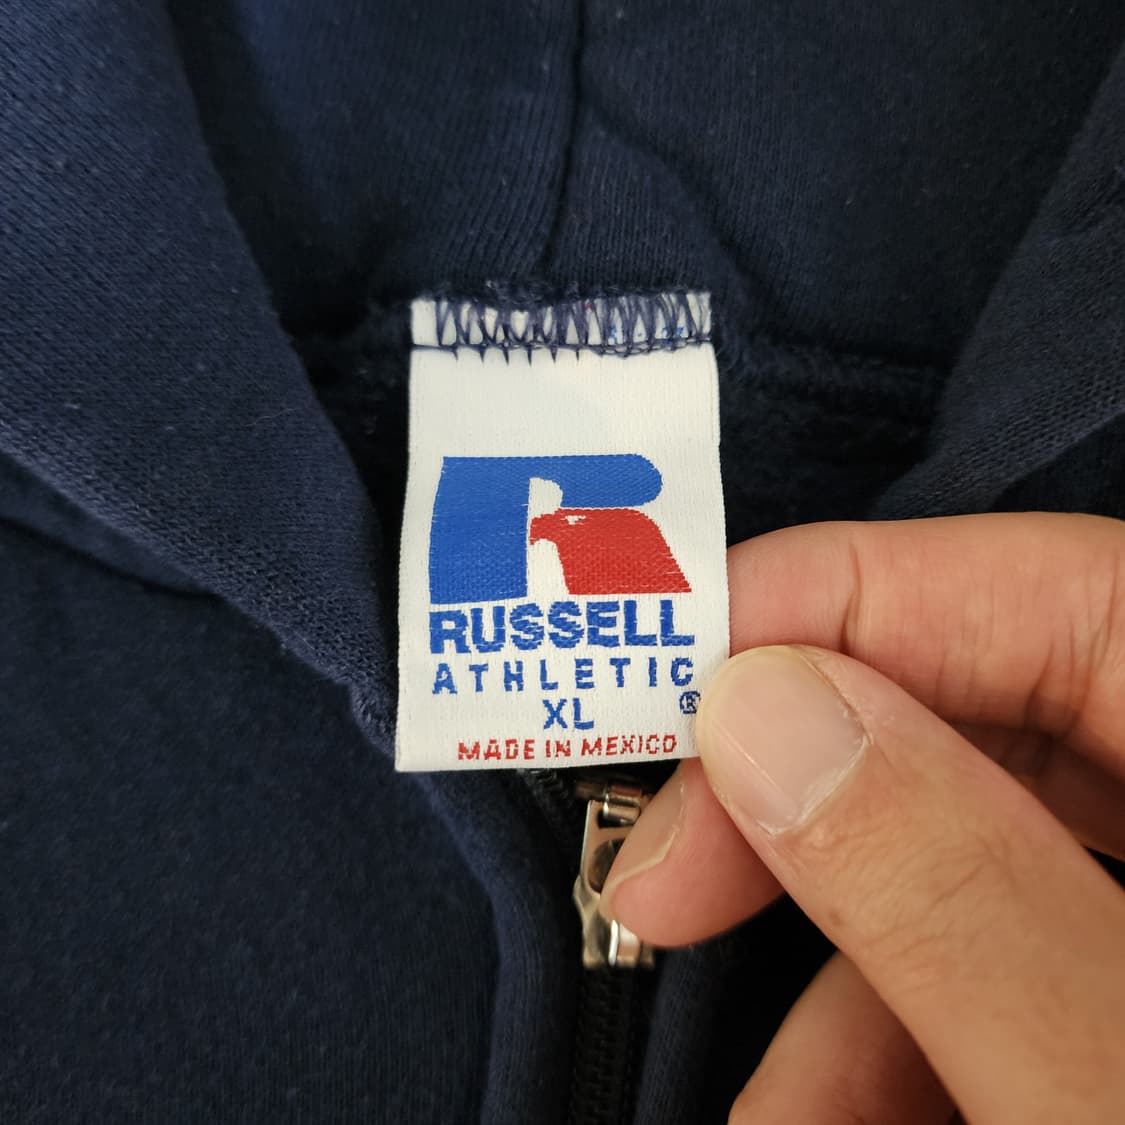 RUSSELL
ATHLETIC
®
XL
MADE IN MEXICO